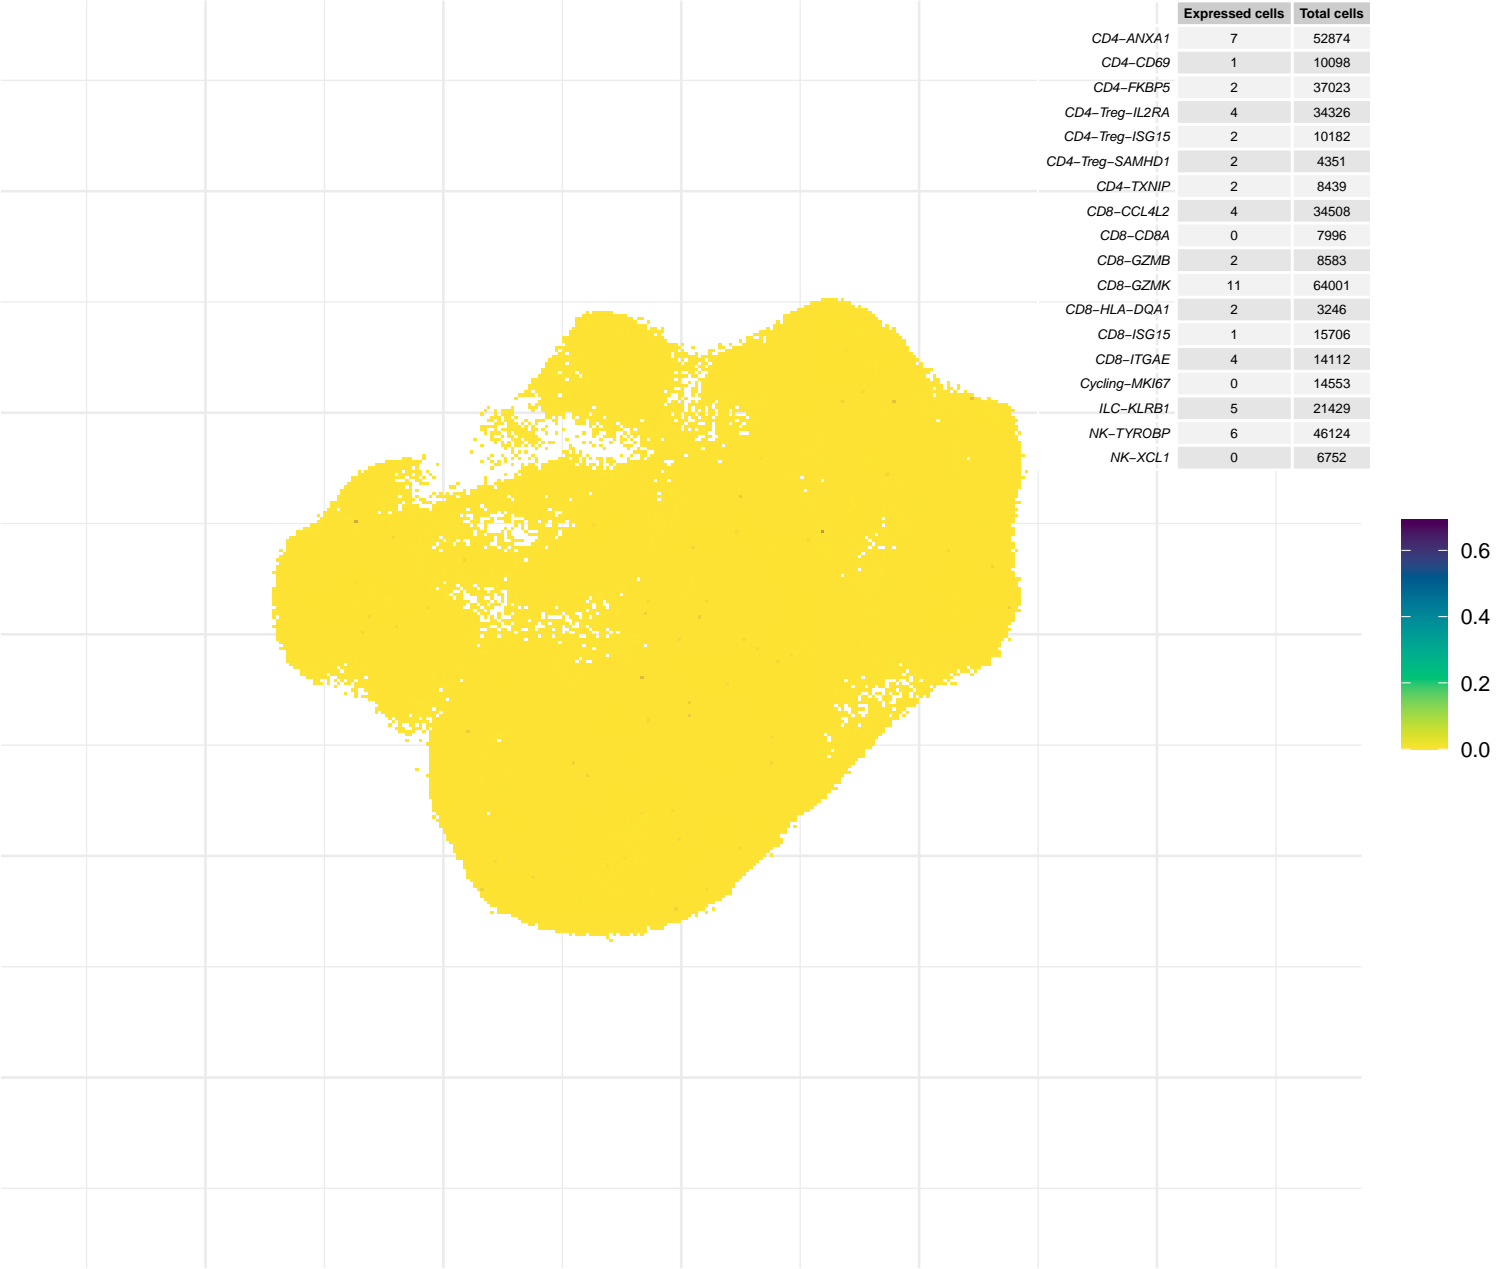 Expressed cells Total cells
CD4−ANXA1 7 52874
CD4−CD69 1 10098
CD4−FKBP5 2 37023
CD4−Treg−IL2RA 4 34326
CD4−Treg−ISG15 2 10182
CD4−Treg−SAMHD1 2 4351
CD4−TXNIP 2 8439
CD8−CCL4L2 4 34508
CD8−CD8A 0 7996
CD8−GZMB 2 8583
CD8−GZMK 11 64001
CD8−HLA−DQA1 2 3246
CD8−ISG15 1 15706
CD8−ITGAE 4 14112
Cycling−MKI67 0 14553
ILC−KLRB1 5 21429
NK−TYROBP 6 46124
NK−XCL1 0 6752
0.6
0.4
0.2
0.0